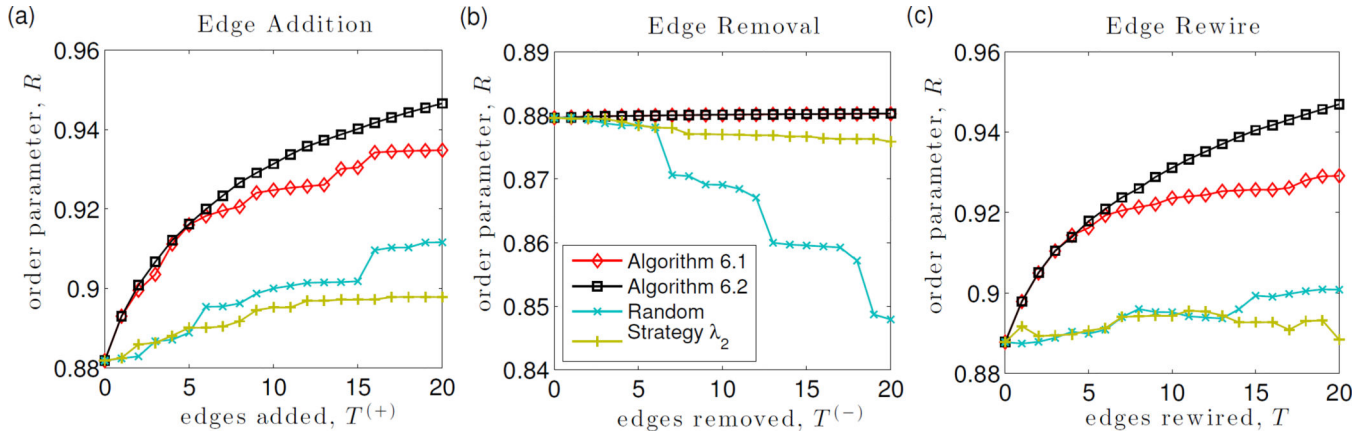 (a)
Edge Addition
0.96
0.94
0.92
0.9
0.88
0
5
10
15
20
order parameter, R
edges added, T(+)
(b)
Edge Removal
0.89
0.88
0.87
0.86
0.85
0.84
0
5
10
15
20
order parameter, R
edges removed, T(−)
Algorithm 6.1
Algorithm 6.2
Random
Strategy λ2
(c)
Edge Rewire
0.96
0.94
0.92
0.9
0.88
0
5
10
15
20
order parameter, R
edges rewired, T